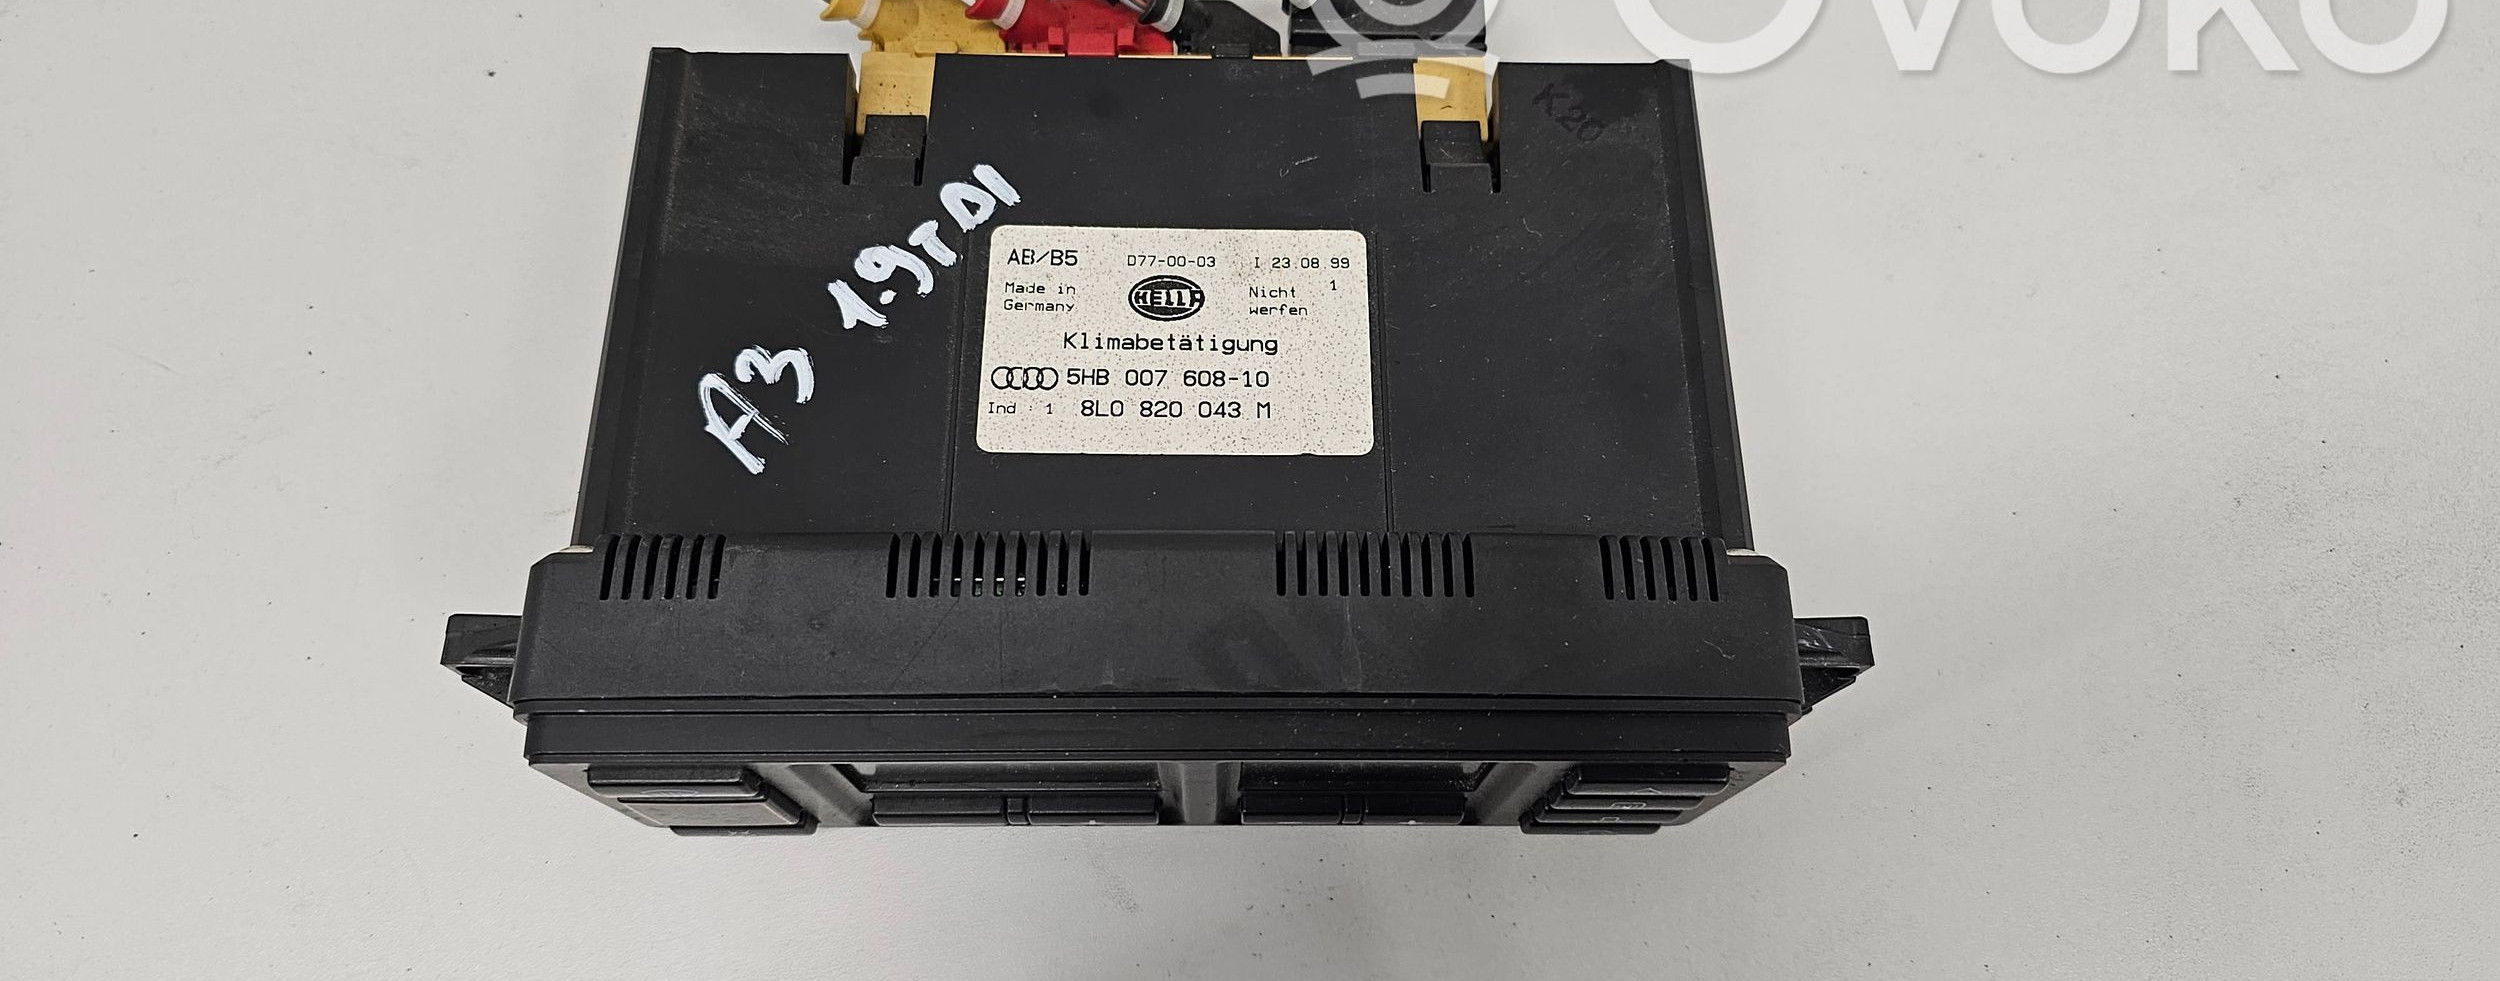 OVOKO
K20
A3 1.9TDI
AB/B5 D77-00-03 I 23.08.99
Made in Germany
HELLA
Nicht werfen
1
Klimabetätigung
5HB 007 608-10
Ind : 1 8L0 820 043 M